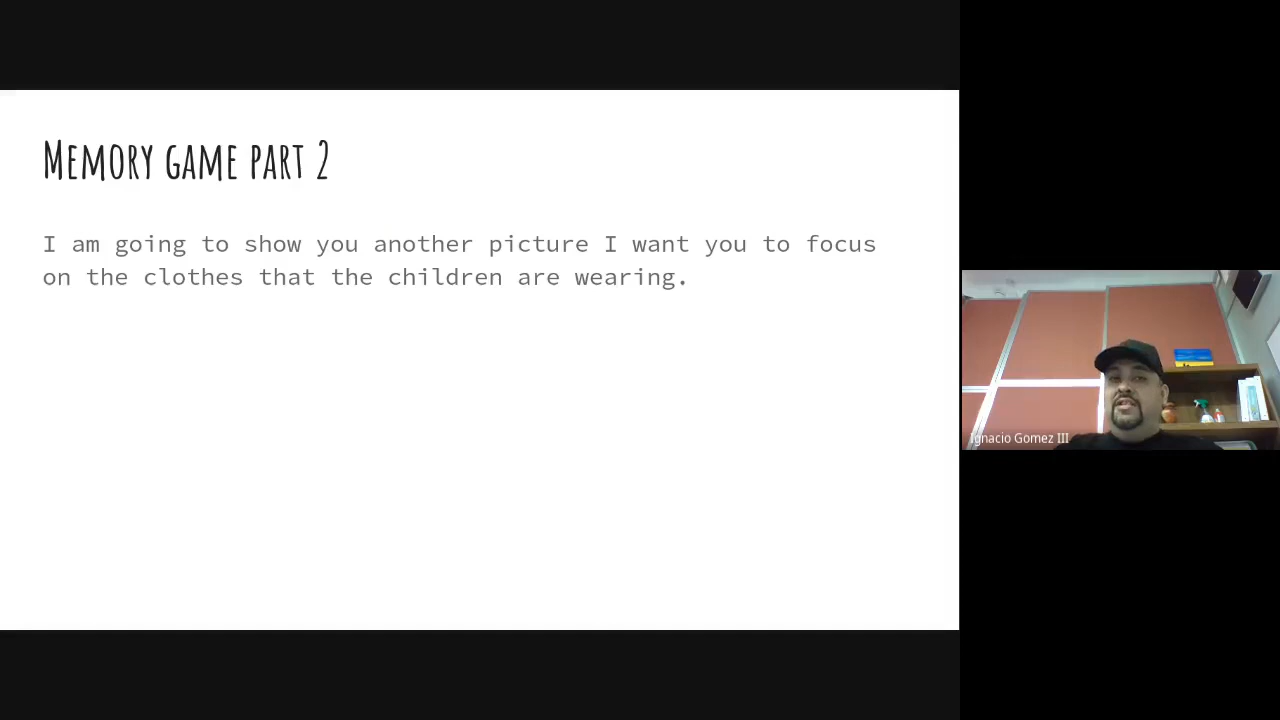 Memory game part 2
I am going to show you another picture I want you to focus
on the clothes that the children are wearing.
Ignacio Gomez III